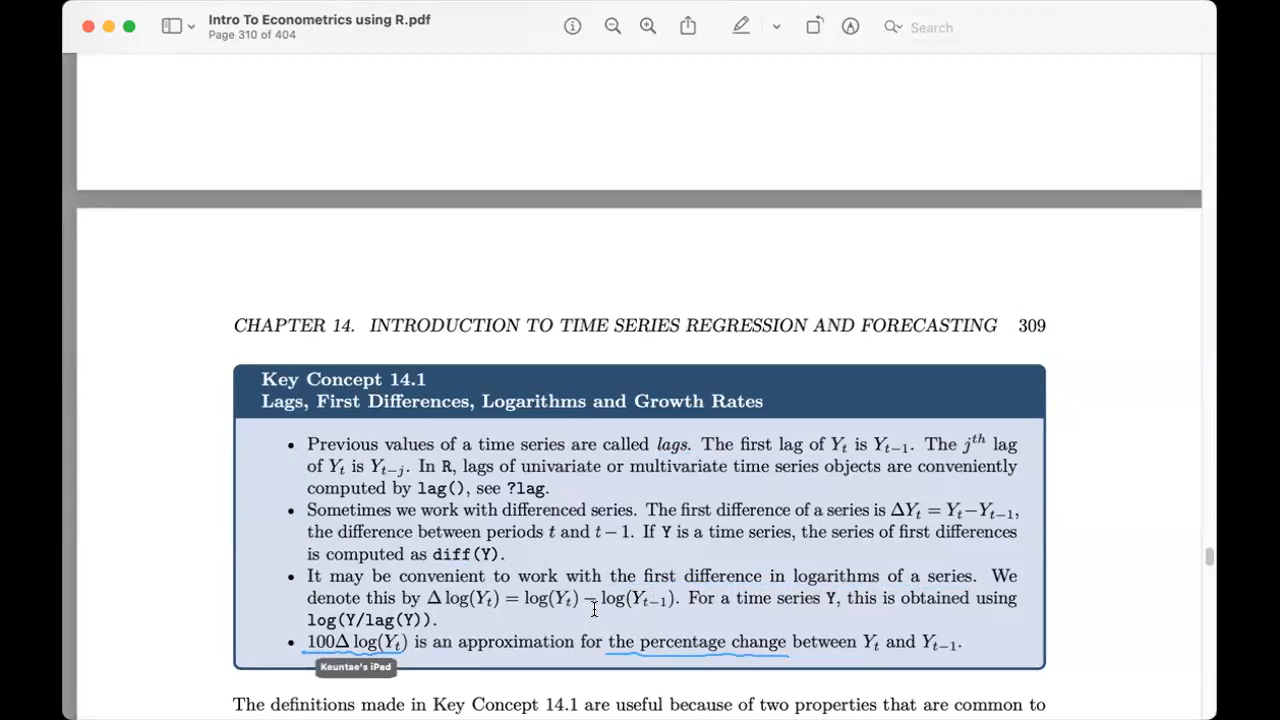 Intro To Econometrics using R.pdf
Page 310 of 404
Search
CHAPTER 14. INTRODUCTION TO TIME SERIES REGRESSION AND FORECASTING 309
Key Concept 14.1
Lags, First Differences, Logarithms and Growth Rates
• Previous values of a time series are called lags. The first lag of Yₜ is Yₜ₋₁. The jᵗʰ lag
of Yₜ is Yₜ₋ⱼ. In R, lags of univariate or multivariate time series objects are conveniently
computed by lag(), see ?lag.
• Sometimes we work with differenced series. The first difference of a series is ΔYₜ = Yₜ−Yₜ₋₁,
the difference between periods t and t − 1. If Y is a time series, the series of first differences
is computed as diff(Y).
• It may be convenient to work with the first difference in logarithms of a series. We
denote this by Δ log(Yₜ) = log(Yₜ) − log(Yₜ₋₁). For a time series Y, this is obtained using
log(Y/lag(Y)).
• 100Δ log(Yₜ) is an approximation for the percentage change between Yₜ and Yₜ₋₁.
Keuntae's iPad
The definitions made in Key Concept 14.1 are useful because of two properties that are common to